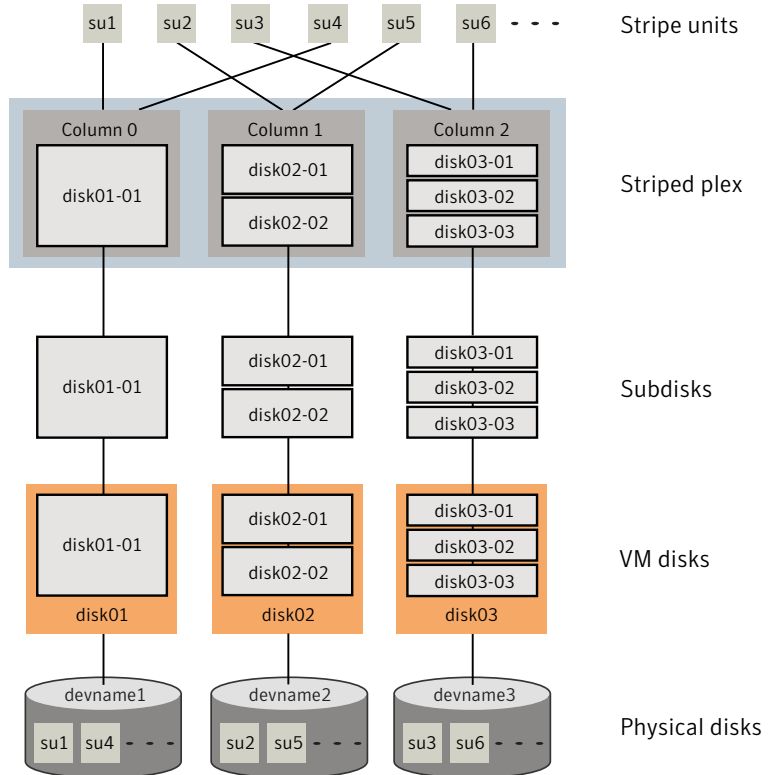 su1 su2 su3 su4 su5 su6 - - - - Stripe units
Column 0 Column 1 Column 2
disk01-01 disk02-01 disk02-02 disk03-01 disk03-02 disk03-03 Striped plex
disk01-01 disk02-01 disk02-02 disk03-01 disk03-02 disk03-03 Subdisks
disk01-01 disk02-01 disk02-02 disk03-01 disk03-02 disk03-03 VM disks
disk01 disk02 disk03
devname1 devname2 devname3
su1 su4 - - - - su2 su5 - - - - su3 su6 - - - - Physical disks